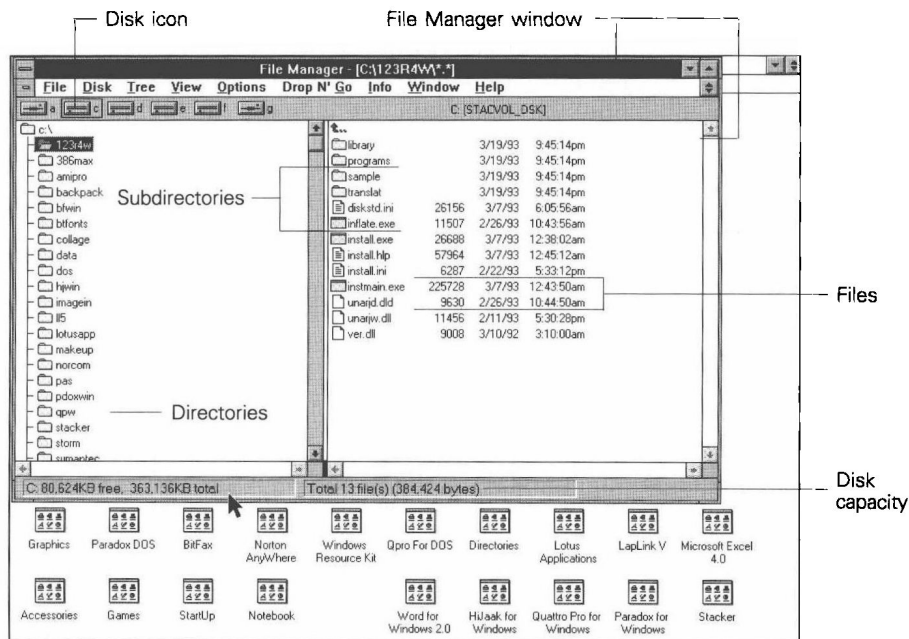 Disk icon
File Manager window
File Manager - [C:\123R4W\*.*]
File Disk Tree View Options Drop N' Go Info Window Help
a c d e f g C: [STACVOL_DSK]
c:\
123r4w
386max
amipro
backpack
bfwin
btfonts
collage
data
dos
hjwin
imagein
ll5
lotusapp
makeup
norcom
pas
pdoxwin
qpw
stacker
storm
symantec
Subdirectories
Directories
library 3/19/93 9:45:14pm
programs 3/19/93 9:45:14pm
sample 3/19/93 9:45:14pm
translat 3/19/93 9:45:14pm
diskstd.ini 26156 3/7/93 6:05:56am
inflate.exe 11507 2/26/93 10:43:56am
install.exe 26688 3/7/93 12:38:02am
install.hlp 57964 3/7/93 12:45:12am
install.ini 6287 2/22/93 5:33:12pm
instmain.exe 225728 3/7/93 12:43:50am
unarjd.dld 9630 2/26/93 10:44:50am
unarjw.dll 11456 2/11/93 5:30:28pm
ver.dll 9008 3/10/92 3:10:00am
Files
C: 80,624KB free, 363,136KB total
Total 13 file(s) (384,424 bytes)
Disk
capacity
Graphics
Paradox DOS
BitFax
Norton
AnyWhere
Windows
Resource Kit
Qpro For DOS
Directories
Lotus
Applications
LapLink V
Microsoft Excel
4.0
Accessories
Games
StartUp
Notebook
Word for
Windows 2.0
HiJaak for
Windows
Quattro Pro for
Windows
Paradox for
Windows
Stacker